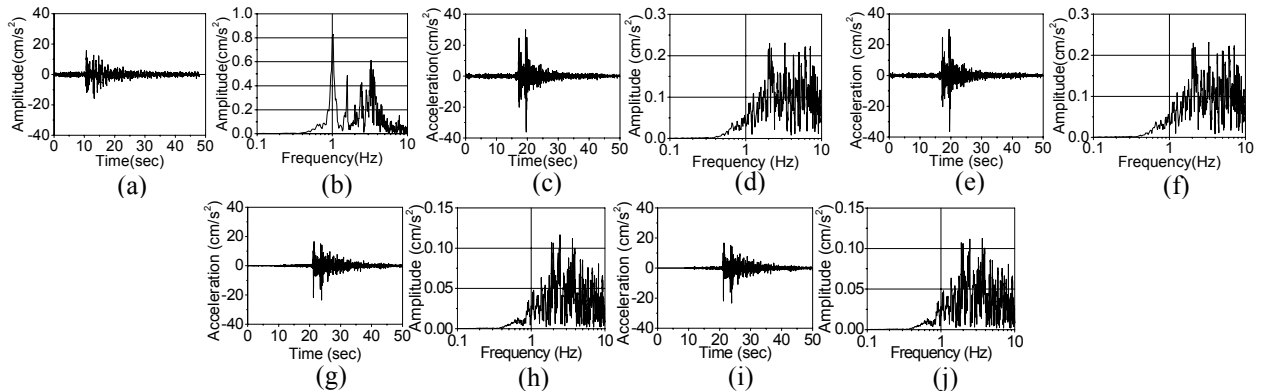 Amplitude(cm/s²)
40
20
0
-20
-40
0 10 20 30 40 50
Time(sec)
(a)
Amplitude(cm/s²)
1.0
0.8
0.6
0.4
0.2
0.0
0.1 1 10
Frequency(Hz)
(b)
Acceleration(cm/s²)
40
20
0
-20
-40
0 10 20 30 40 50
Time(sec)
(c)
Amplitude(cm/s²)
0.3
0.2
0.1
0.0
0.1 1 10
Frequency(Hz)
(d)
Acceleration (cm/s²)
40
20
0
-20
-40
0 10 20 30 40 50
Time(sec)
(e)
Amplitude(cm/s²)
0.3
0.2
0.1
0.0
0.1 1 10
Frequency(Hz)
(f)
Acceleration (cm/s²)
40
20
0
-20
-40
0 10 20 30 40 50
Time (sec)
(g)
Amplitude (cm/s²)
0.15
0.10
0.05
0.00
0.1 1 10
Frequency(Hz)
(h)
Acceleration (cm/s²)
40
20
0
-20
-40
0 10 20 30 40 50
Time (sec)
(i)
Amplitude (cm/s²)
0.15
0.10
0.05
0.00
0.1 1 10
Frequency(Hz)
(j)